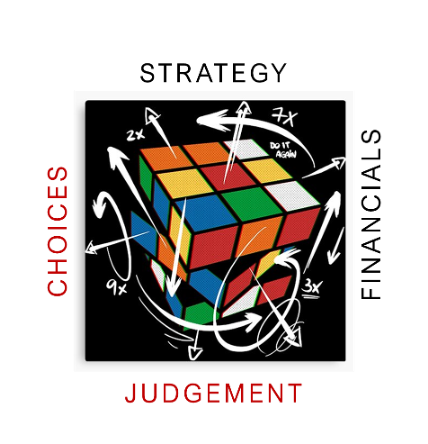 STRATEGY
7X
2X
DO IT
AGAIN
CHOICES
FINANCIALS
9X
3X
JUDGEMENT